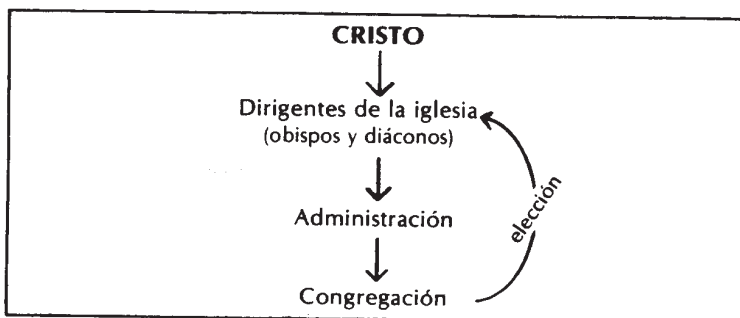 CRISTO
Dirigentes de la iglesia
(obispos y diáconos)
Administración
elección
Congregación